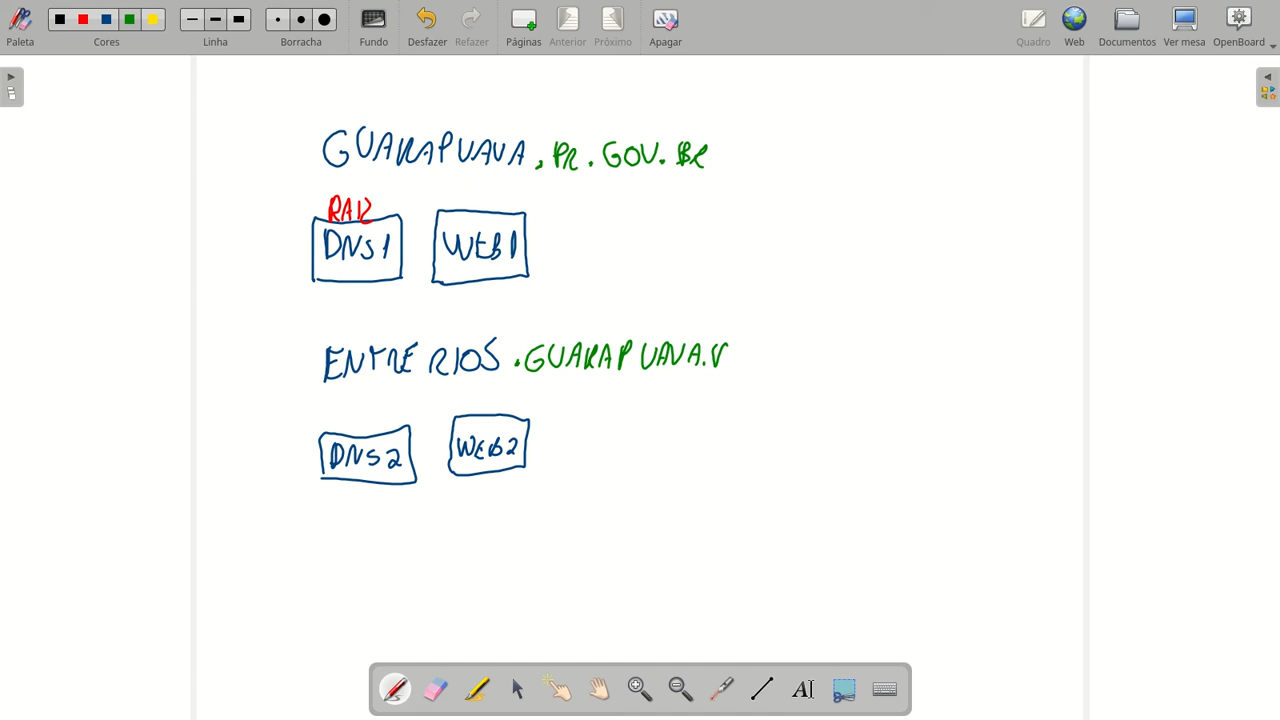 Paleta Cores Linha Borracha Fundo Desfazer Refazer Páginas Anterior Próximo Apagar Quadro Web Documentos Ver mesa OpenBoard
GUARAPUAVA.PR.GOV.BR
RAIZ
DNS1 WEB1
ENTRE RIOS.GUARAPUAVA.
DNS2 WEB2
AI